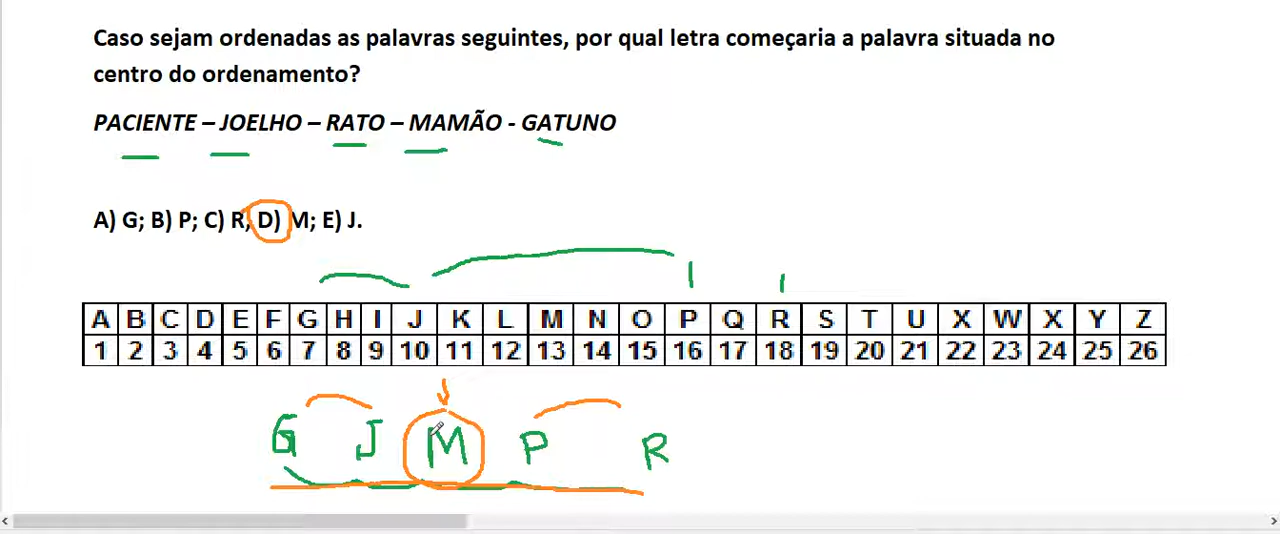 Caso sejam ordenadas as palavras seguintes, por qual letra começaria a palavra situada no
centro do ordenamento?
PACIENTE – JOELHO – RATO – MAMÃO - GATUNO
A) G; B) P; C) R; D) M; E) J.
A B C D E F G H I J K L M N O P Q R S T U X W X Y Z
1 2 3 4 5 6 7 8 9 10 11 12 13 14 15 16 17 18 19 20 21 22 23 24 25 26
G J M P R